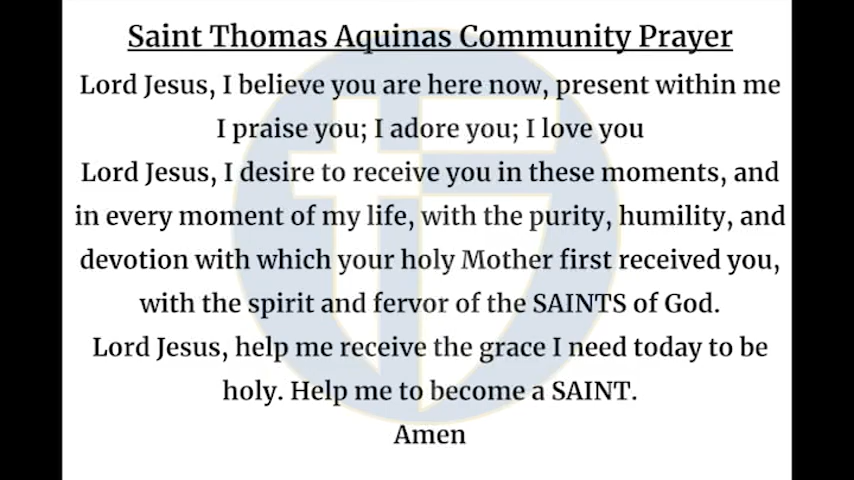 Saint Thomas Aquinas Community Prayer
Lord Jesus, I believe you are here now, present within me
I praise you; I adore you; I love you
Lord Jesus, I desire to receive you in these moments, and
in every moment of my life, with the purity, humility, and
devotion with which your holy Mother first received you,
with the spirit and fervor of the SAINTS of God.
Lord Jesus, help me receive the grace I need today to be
holy. Help me to become a SAINT.
Amen